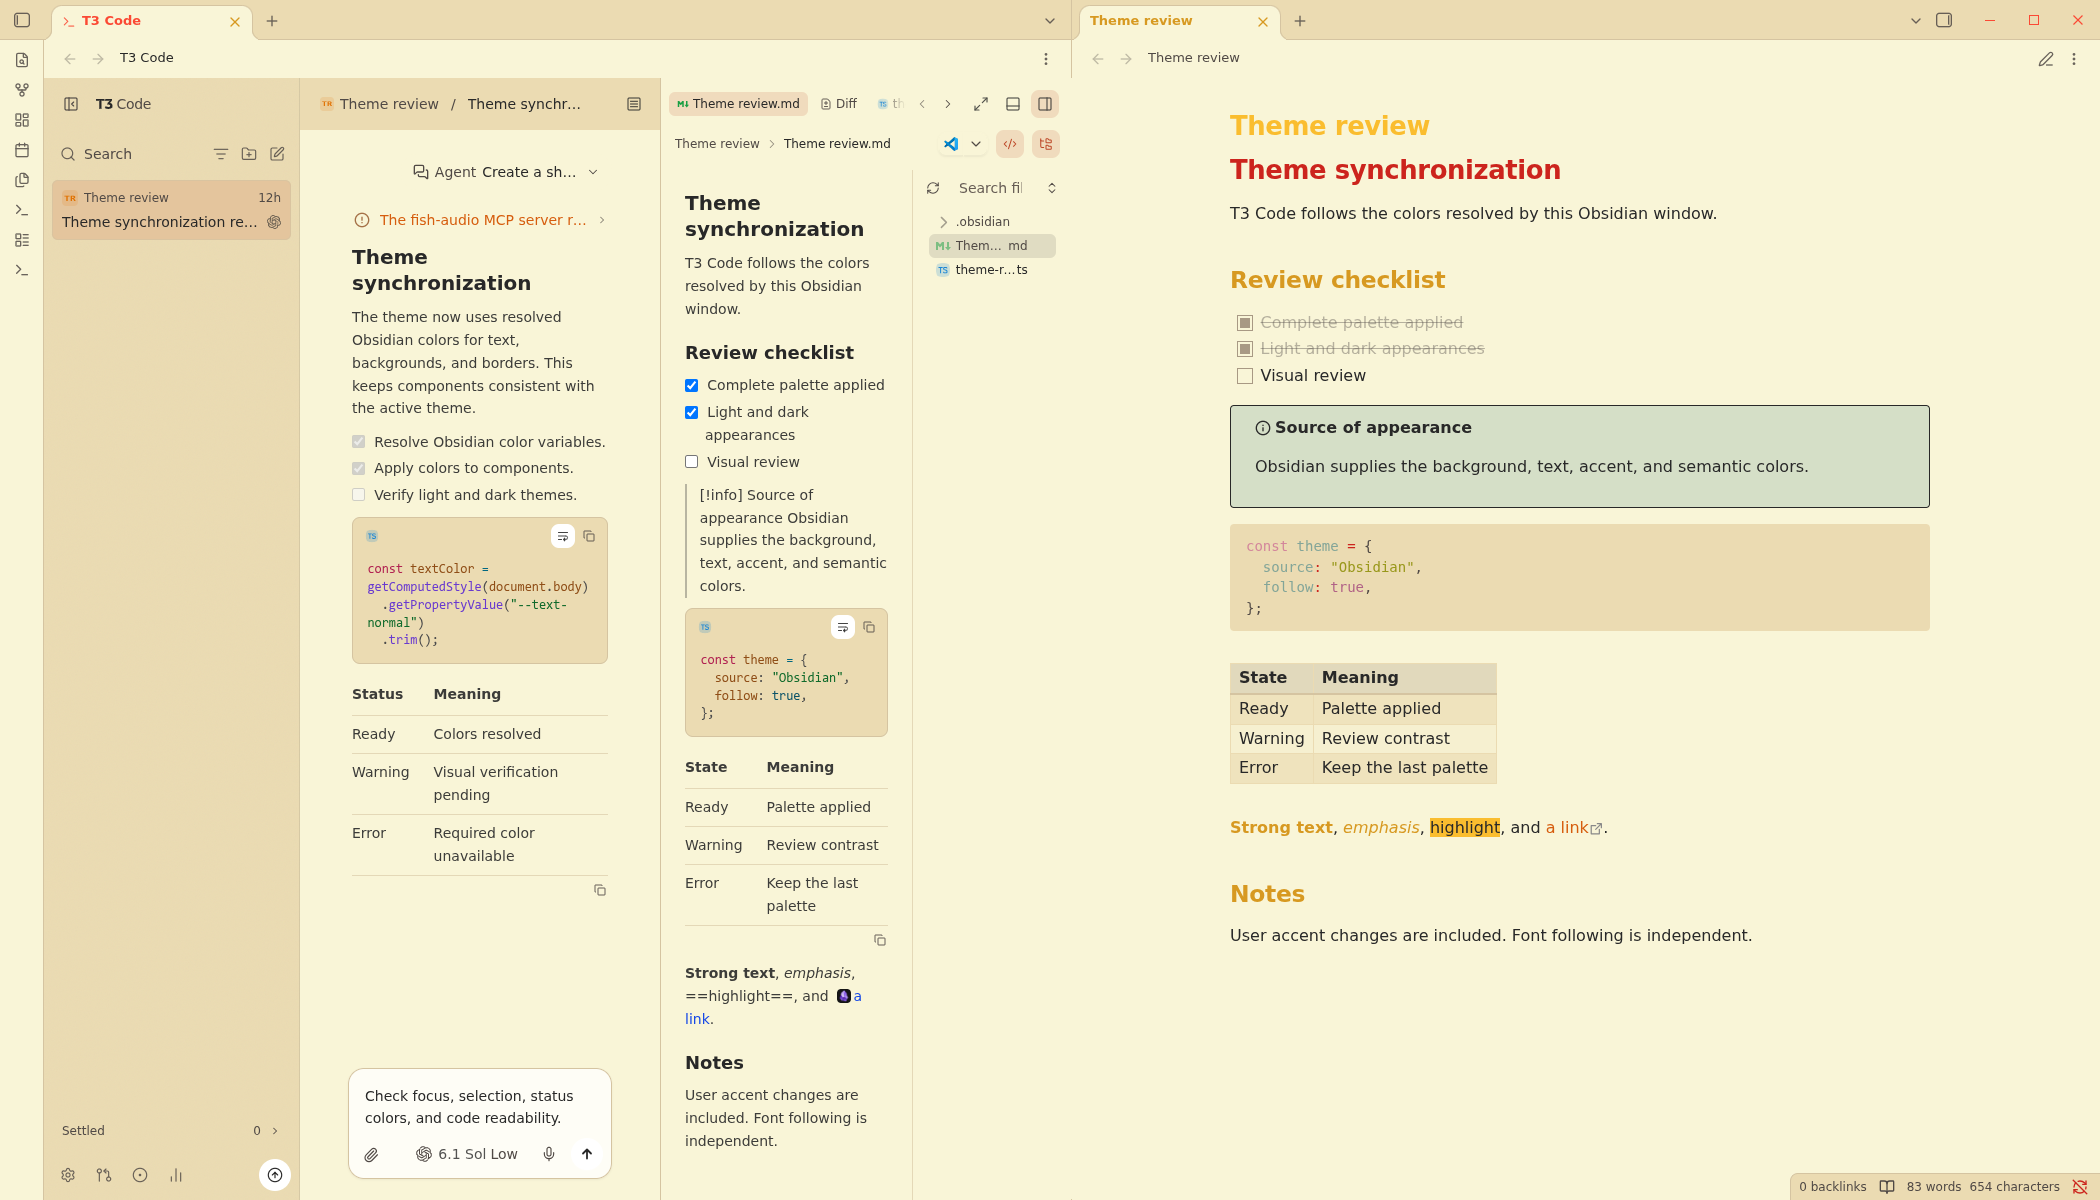 T3 Code
Theme review
T3 Code
Theme review
T3 Code
Search
TR Theme review 12h
Theme synchronization re...
Settled 0
TR Theme review / Theme synchr...
Agent Create a sh...
The fish-audio MCP server r...
Theme
synchronization
The theme now uses resolved
Obsidian colors for text,
backgrounds, and borders. This
keeps components consistent with
the active theme.
Resolve Obsidian color variables.
Apply colors to components.
Verify light and dark themes.
TS
const textColor =
getComputedStyle(document.body)
.getPropertyValue("--text-
normal")
.trim();
Status Meaning
Ready Colors resolved
Warning Visual verification
pending
Error Required color
unavailable
Check focus, selection, status
colors, and code readability.
6.1 Sol Low
M↓ Theme review.md Diff TS th
Theme review > Theme review.md
Theme
synchronization
T3 Code follows the colors
resolved by this Obsidian
window.
Review checklist
Complete palette applied
Light and dark
appearances
Visual review
[!info] Source of
appearance Obsidian
supplies the background,
text, accent, and semantic
colors.
TS
const theme = {
source: "Obsidian",
follow: true,
};
State Meaning
Ready Palette applied
Warning Review contrast
Error Keep the last
palette
Strong text, emphasis,
==highlight==, and a
link.
Notes
User accent changes are
included. Font following is
independent.
Search fil
.obsidian
M↓ Them... md
TS theme-r...ts
Theme review
Theme synchronization
T3 Code follows the colors resolved by this Obsidian window.
Review checklist
Complete palette applied
Light and dark appearances
Visual review
Source of appearance
Obsidian supplies the background, text, accent, and semantic colors.
const theme = {
source: "Obsidian",
follow: true,
};
State Meaning
Ready Palette applied
Warning Review contrast
Error Keep the last palette
Strong text, emphasis, highlight, and a link.
Notes
User accent changes are included. Font following is independent.
0 backlinks 83 words 654 characters